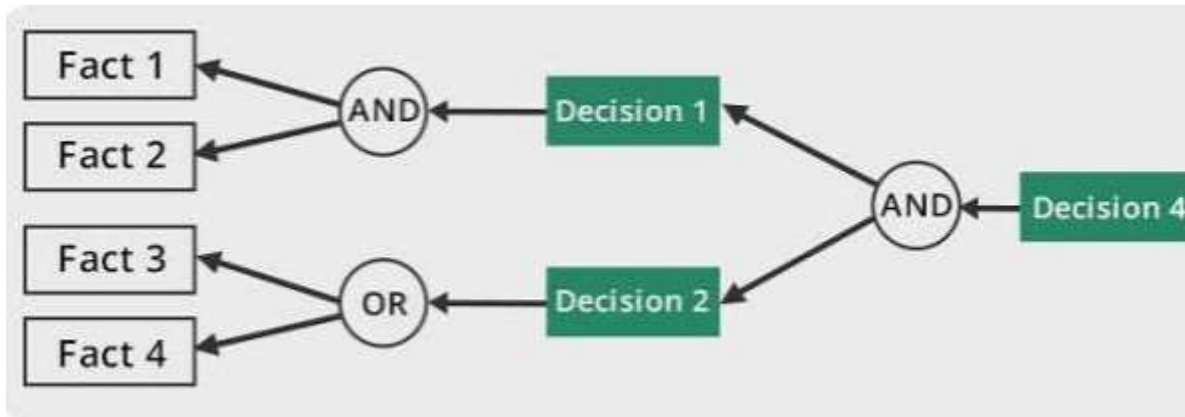 Fact 1
Fact 2
Fact 3
Fact 4
AND
OR
Decision 1
Decision 2
AND
Decision 4